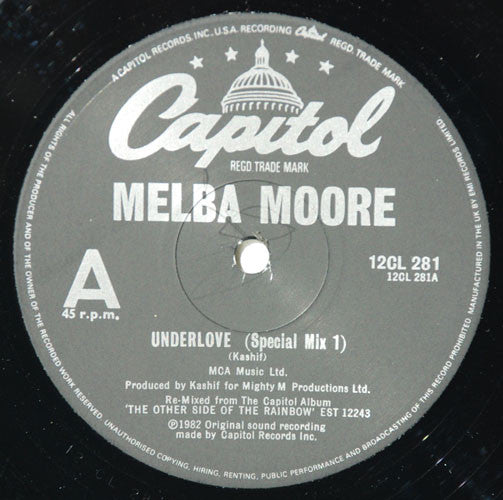 A CAPITOL RECORDS, INC., U.S.A. RECORDING Capitol REGD. TRADE MARK
Capitol
REGD. TRADE MARK
MELBA MOORE
A
45 r.p.m.
12CL 281
12CL 281A
UNDERLOVE (Special Mix 1)
(Kashif)
MCA Music Ltd.
Produced by Kashif for Mighty M Productions Ltd.
Re-Mixed from The Capitol Album
'THE OTHER SIDE OF THE RAINBOW' EST 12243
℗1982 Original sound recording
made by Capitol Records Inc.
MANUFACTURED IN THE UK BY EMI RECORDS LIMITED.
ALL RIGHTS OF THE PRODUCER AND OF THE OWNER OF THE RECORDED WORK RESERVED. UNAUTHORISED COPYING, HIRING, RENTING, PUBLIC PERFORMANCE AND BROADCASTING OF THIS RECORD PROHIBITED